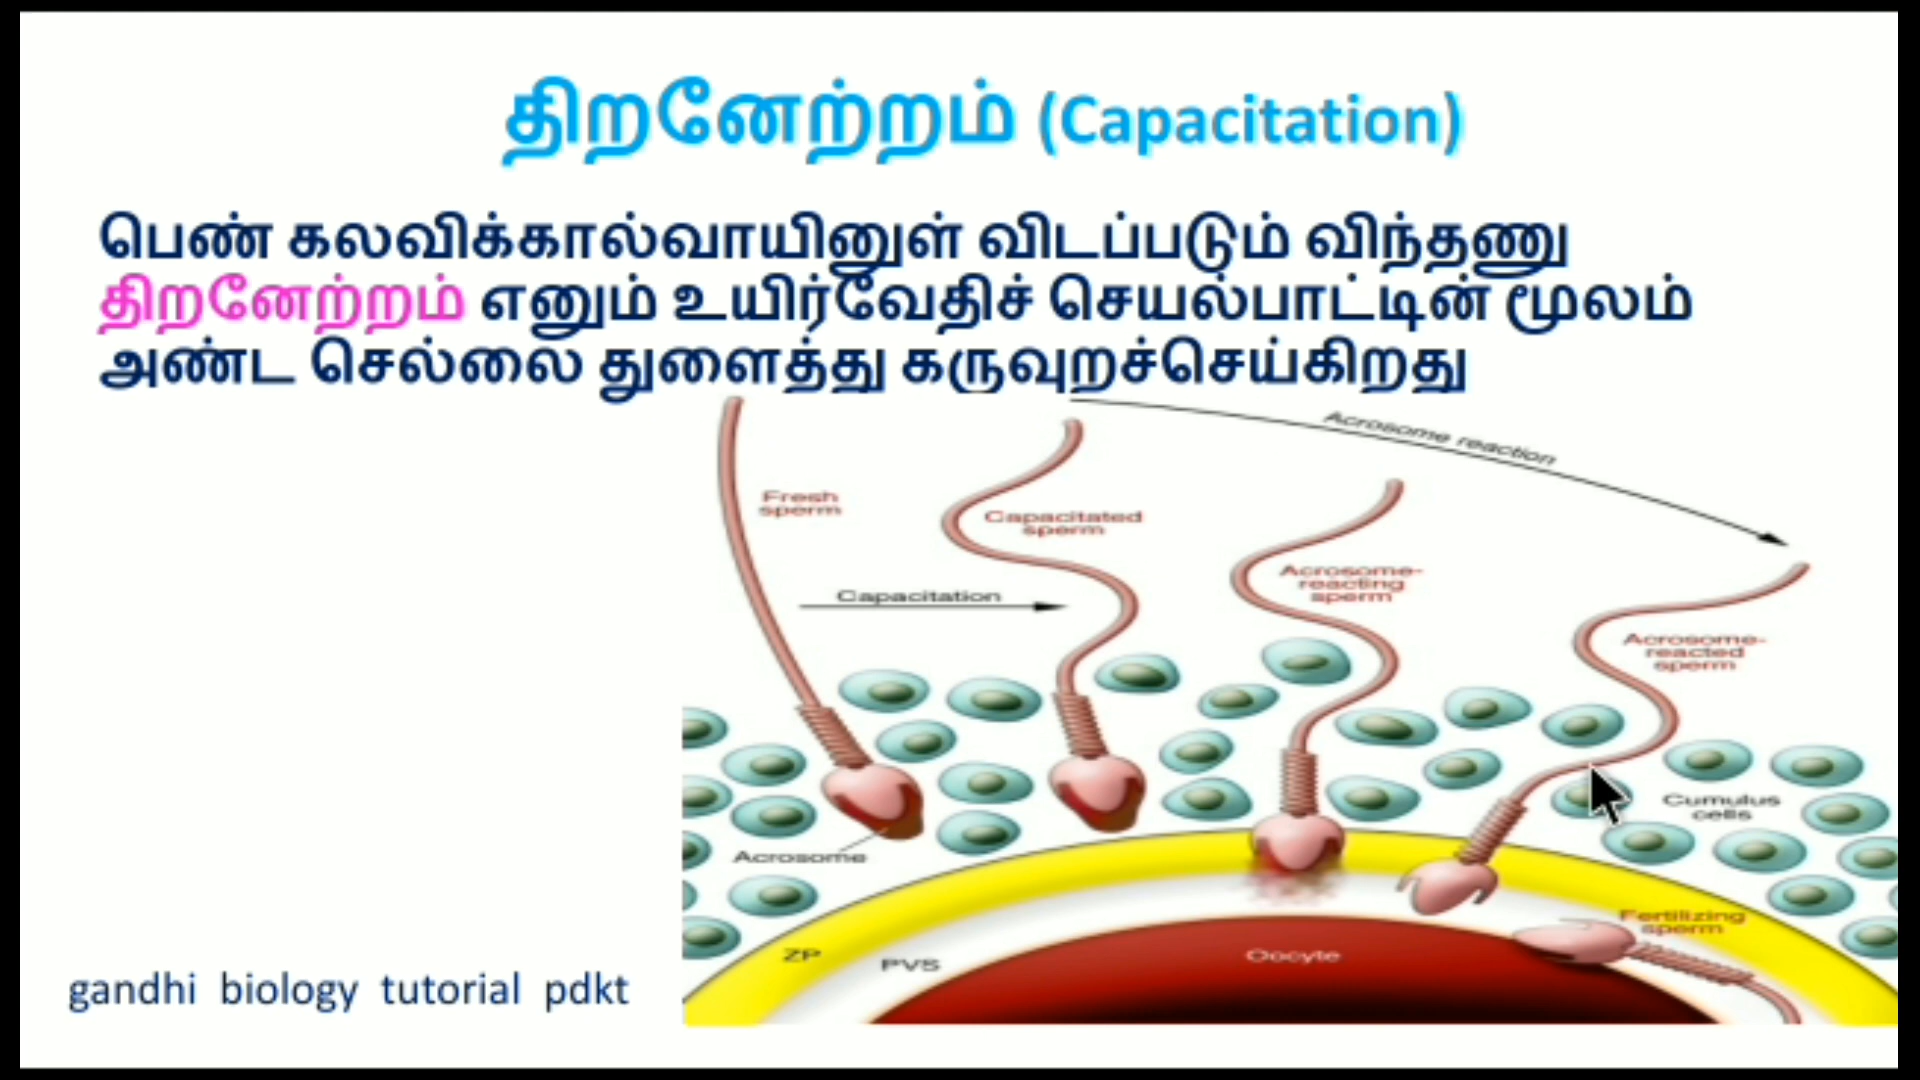 திறனேற்றம் (Capacitation)
பெண் கலவிக்கால்வாயினுள் விடப்படும் விந்தணு
திறனேற்றம் எனும் உயிர்வேதிச் செயல்பாட்டின் மூலம்
அண்ட செல்லை துளைத்து கருவுறச்செய்கிறது
Acrosome reaction
Fresh
sperm
Capacitated
sperm
Capacitation
Acrosome-
reacting
sperm
Acrosome-
reacted
sperm
Cumulus
cells
Acrosome
Fertilizing
sperm
ZP
PVS
Oocyte
gandhi biology tutorial pdkt